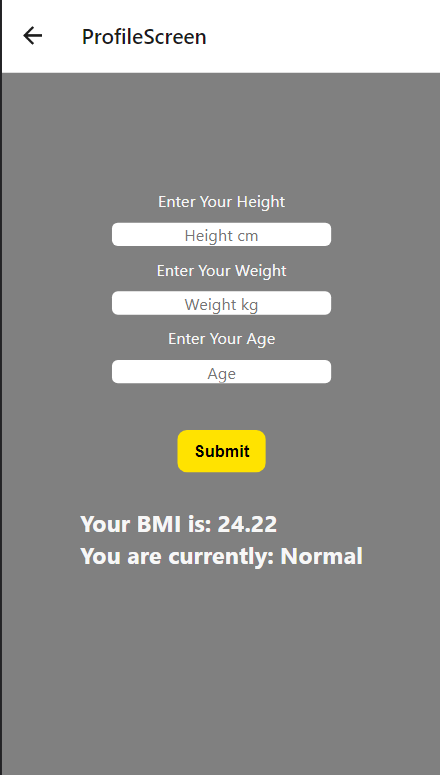 ProfileScreen
Enter Your Height
Height cm
Enter Your Weight
Weight kg
Enter Your Age
Age
Submit
Your BMI is: 24.22
You are currently: Normal